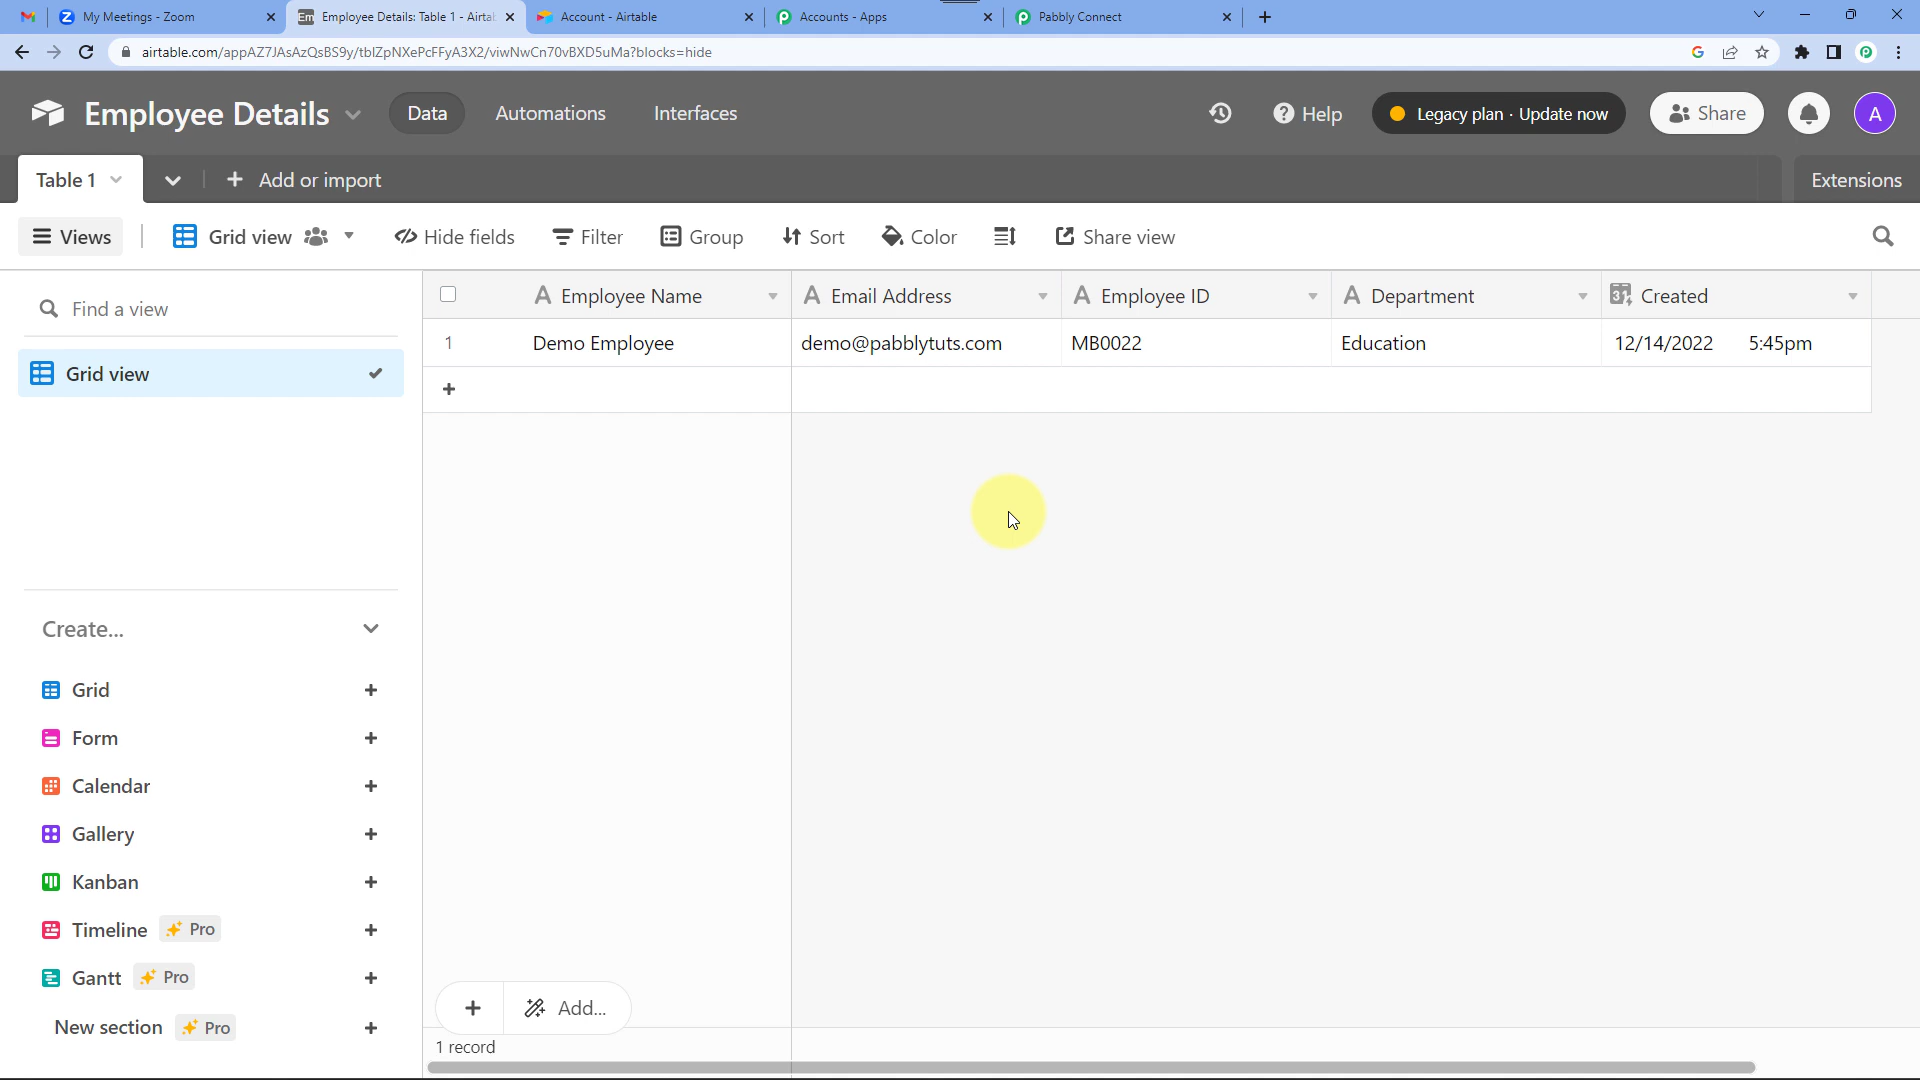 My Meetings - Zoom
Em Employee Details: Table 1 - Airtal
Account - Airtable
Accounts - Apps
Pabbly Connect
airtable.com/appAZ7JAsAzQsBS9y/tblZpNXePcFFyA3X2/viwNwCn70vBXD5uMa?blocks=hide
Employee Details
Data
Automations
Interfaces
Help
Legacy plan · Update now
Share
A
Table 1
Add or import
Extensions
Views
Grid view
Hide fields
Filter
Group
Sort
Color
Share view
Find a view
Employee Name
Email Address
Employee ID
Department
31 Created
1
Demo Employee
demo@pabblytuts.com
MB0022
Education
12/14/2022 5:45pm
Grid view
Create...
Grid
Form
Calendar
Gallery
Kanban
Timeline Pro
Gantt Pro
New section Pro
Add...
1 record